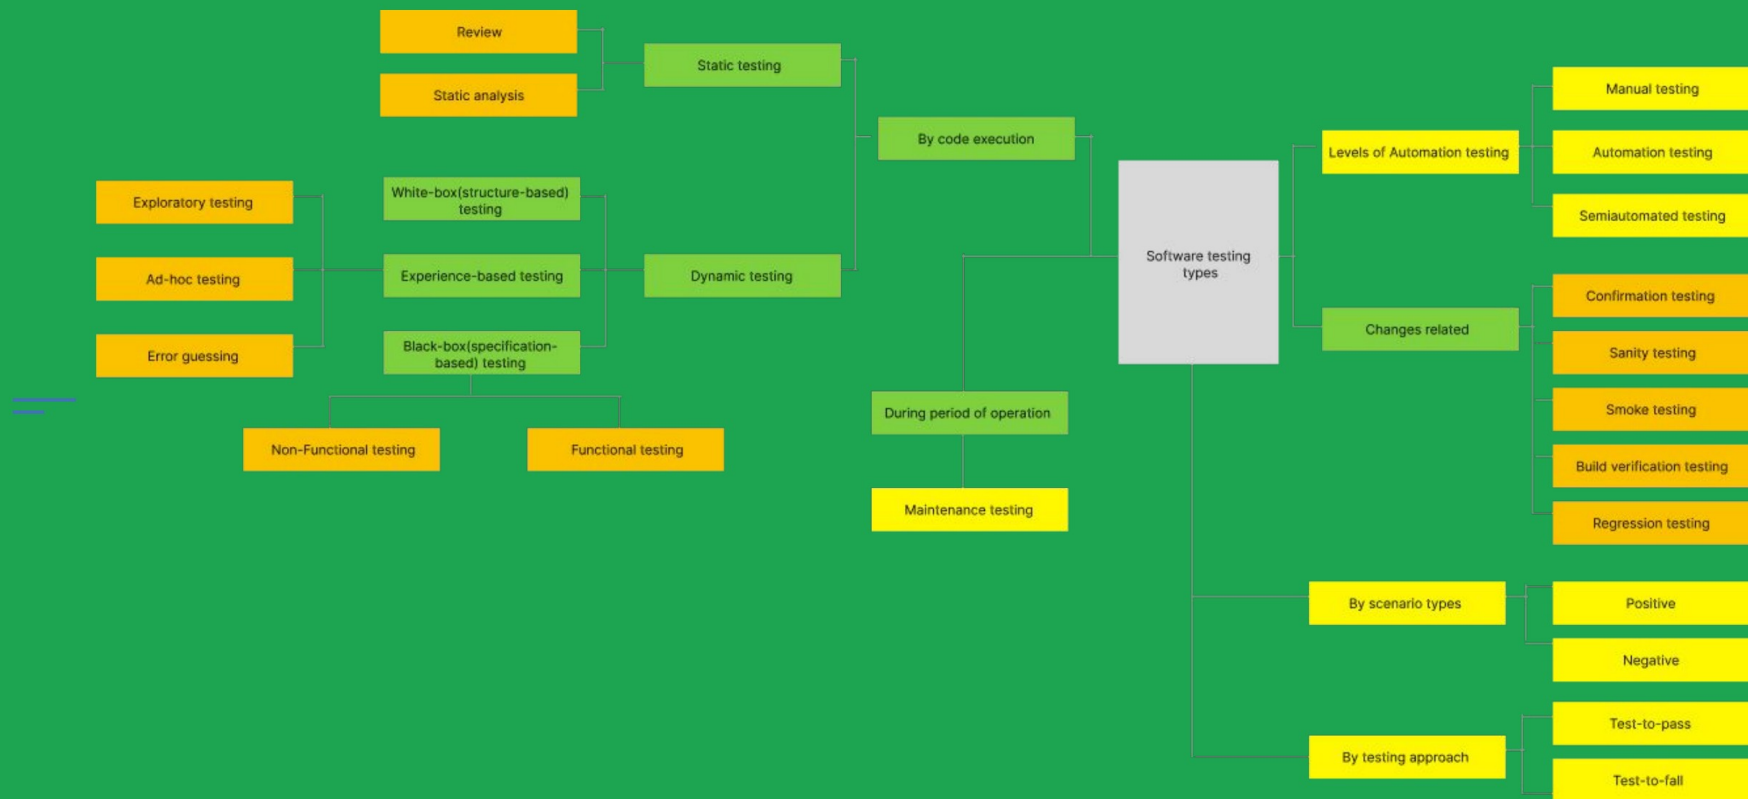 Review
Static testing
Static analysis
Manual testing
By code execution
Levels of Automation testing
Automation testing
White-box(structure-based)
testing
Exploratory testing
Semiautomated testing
Software testing
types
Experience-based testing
Dynamic testing
Ad-hoc testing
Confirmation testing
Changes related
Black-box(specification-
based) testing
Error guessing
Sanity testing
During period of operation
Smoke testing
Non-Functional testing
Functional testing
Build verification testing
Maintenance testing
Regression testing
By scenario types
Positive
Negative
Test-to-pass
By testing approach
Test-to-fall